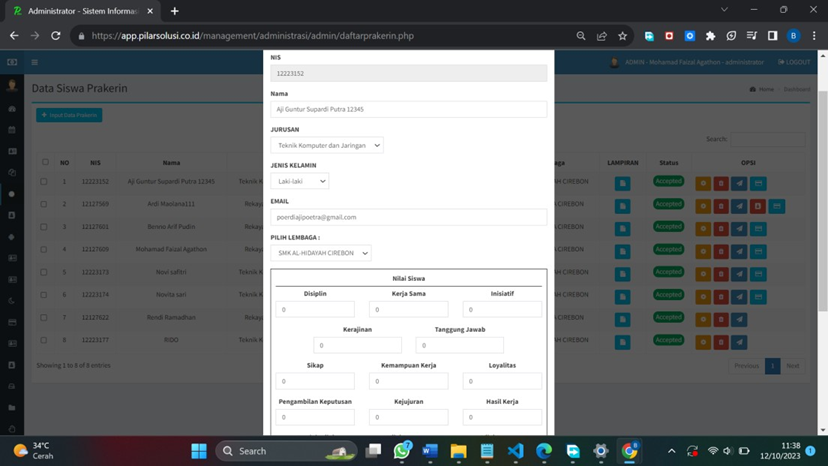 Administrator - Sistem Informas
https://app.pilarsolusi.co.id/management/administrasi/admin/daftarprakerin.php
B
ADMIN - Mohamad Faisal Agathon - administrator
LOGOUT
Data Siswa Prakerin
Home
Dashboard
Input Data Prakerin
Search:
NO NIS Nama LAMPIRAN Status OPSI
1 12223152 Aji Guntur Supardi Putra 12345 Teknik K CIREBON Accepted
2 12127569 Ardi Maolana111 Rekay CIREBON Accepted
3 12127601 Benno Arif Pudin Rekay CIREBON Accepted
4 12127609 Mohamad Faisal Agathon Rekay CIREBON Accepted
5 12223173 Novi safitri Teknik K CIREBON Accepted
6 12223174 Novita sari Teknik K CIREBON Accepted
7 12127622 Rendi Ramadhan Rekay CIREBON Accepted
8 12223177 RIDO Teknik K CIREBON Accepted
Showing 1 to 8 of 8 entries
Previous 1 Next
NIS
12223152
Nama
Aji Guntur Supardi Putra 12345
JURUSAN
Teknik Komputer dan Jaringan
JENIS KELAMIN
Laki-laki
EMAIL
poerdiajipoetra@gmail.com
PILIH LEMBAGA :
SMK AL-HIDAYAH CIREBON
Nilai Siswa
Disiplin Kerja Sama Inisiatif
0 0 0
Kerajinan Tanggung Jawab
0 0
Sikap Kemampuan Kerja Loyalitas
0 0 0
Pengambilan Keputusan Kejujuran Hasil Kerja
0 0 0
34°C
Cerah
Search
7
8
11:38
12/10/2023
1